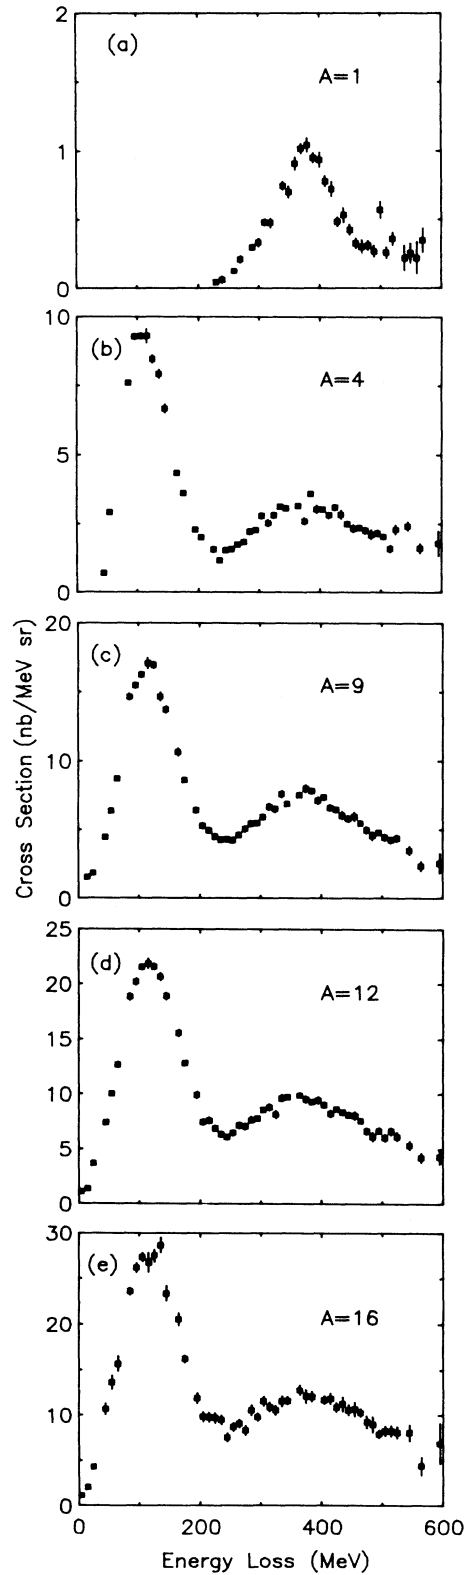 2
(a)
A=1
1
0
10
(b)
A=4
5
0
20
(c)
A=9
10
0
Cross Section (nb/MeV sr)
25
(d)
A=12
20
15
10
5
0
30
(e)
A=16
20
10
0
0 200 400 600
Energy Loss (MeV)